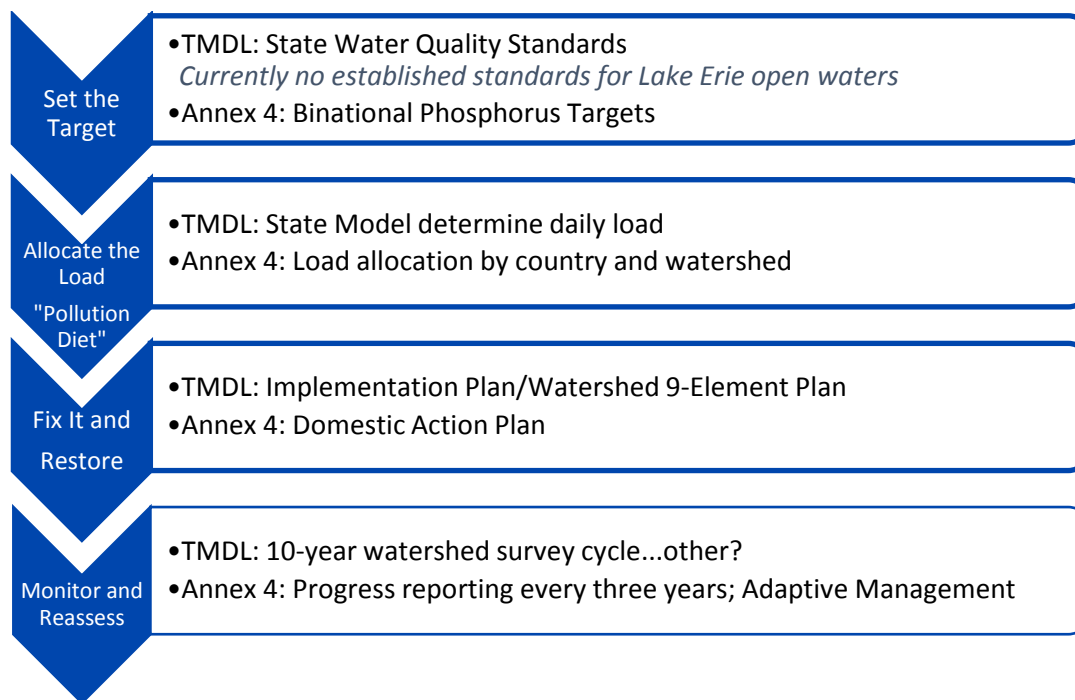 Set the
Target
•TMDL: State Water Quality Standards
Currently no established standards for Lake Erie open waters
•Annex 4: Binational Phosphorus Targets
Allocate the
Load
"Pollution
Diet"
•TMDL: State Model determine daily load
•Annex 4: Load allocation by country and watershed
Fix It and
Restore
•TMDL: Implementation Plan/Watershed 9-Element Plan
•Annex 4: Domestic Action Plan
Monitor and
Reassess
•TMDL: 10-year watershed survey cycle...other?
•Annex 4: Progress reporting every three years; Adaptive Management